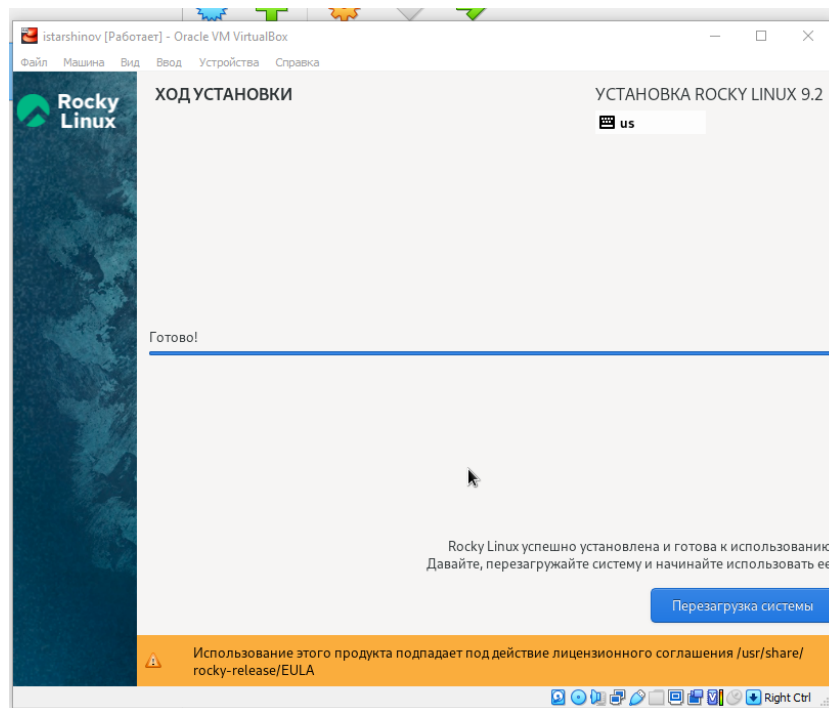 istarshinov [Работает] - Oracle VM VirtualBox
Файл Машина Вид Ввод Устройства Справка
Rocky
Linux
ХОД УСТАНОВКИ
УСТАНОВКА ROCKY LINUX 9.2
us
Готово!
Rocky Linux успешно установлена и готова к использованию
Давайте, перезагружайте систему и начинайте использовать ее
Перезагрузка системы
Использование этого продукта подпадает под действие лицензионного соглашения /usr/share/
rocky-release/EULA
Right Ctrl